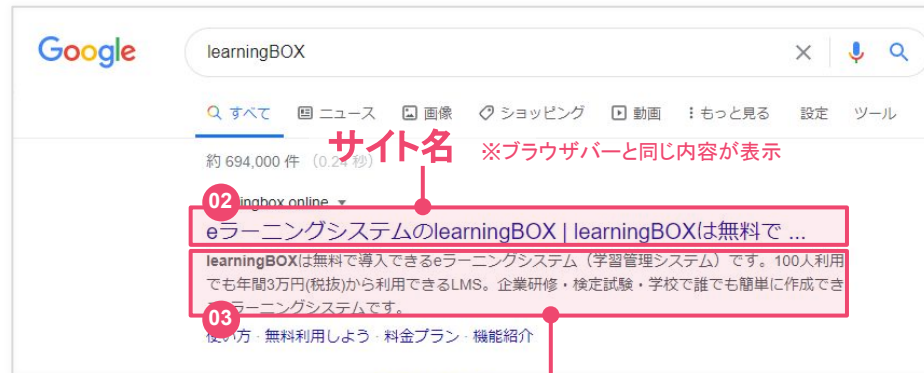 Google
learningBOX
すべて ニュース 画像 ショッピング 動画 もっと見る 設定 ツール
サイト名 ※ブラウザバーと同じ内容が表示
約 694,000 件 (0.24 秒)
02
online
eラーニングシステムのlearningBOX | learningBOXは無料で ...
learningBOXは無料で導入できるeラーニングシステム（学習管理システム）です。100人利用
でも年間3万円(税抜)から利用できるLMS。企業研修・検定試験・学校で誰でも簡単に作成でき
ラーニングシステムです。
03
使い方 · 無料利用しよう · 料金プラン · 機能紹介